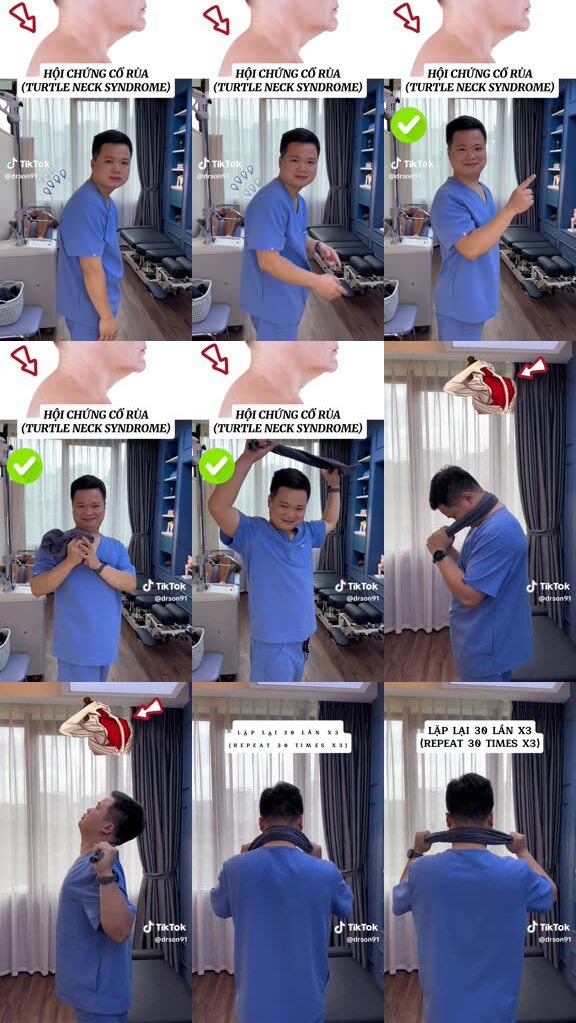 HỘI CHỨNG CỔ RÙA
(TURTLE NECK SYNDROME)
TikTok
@drson91
HỘI CHỨNG CỔ RÙA
(TURTLE NECK SYNDROME)
TikTok
@drson91
HỘI CHỨNG CỔ RÙA
(TURTLE NECK SYNDROME)
TikTok
@drson91
HỘI CHỨNG CỔ RÙA
(TURTLE NECK SYNDROME)
TikTok
@drson91
HỘI CHỨNG CỔ RÙA
(TURTLE NECK SYNDROME)
TikTok
@drson91
TikTok
@drson91
TikTok
@drson91
LẶP LẠI 30 LẦN X3
(REPEAT 30 TIMES X3)
TikTok
@drson91
LẶP LẠI 30 LẦN X3
(REPEAT 30 TIMES X3)
TikTok
@drson91